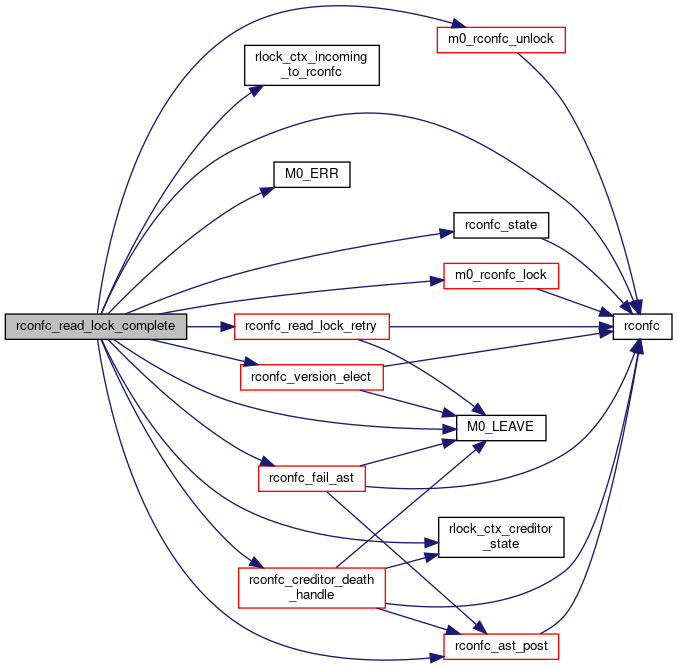 m0_rconfc_unlock
rlock_ctx_incoming
_to_rconfc
M0_ERR
rconfc_state
m0_rconfc_lock
rconfc_read_lock_complete
rconfc_read_lock_retry
rconfc
rconfc_version_elect
M0_LEAVE
rconfc_fail_ast
rlock_ctx_creditor
_state
rconfc_creditor_death
_handle
rconfc_ast_post